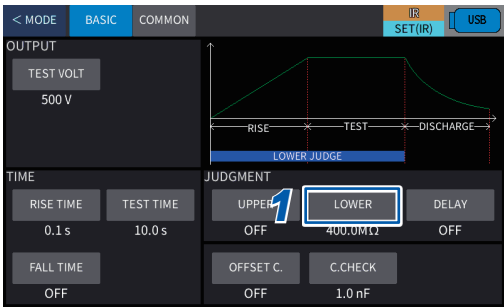 < MODE BASIC COMMON IR SET(IR) USB
OUTPUT
TEST VOLT
500 V
RISE TEST DISCHARGE
LOWER JUDGE
TIME JUDGMENT
RISE TIME TEST TIME UPPER 1 LOWER DELAY
0.1 s 10.0 s OFF 400.0MΩ OFF
FALL TIME OFFSET C. C.CHECK
OFF OFF 1.0 nF